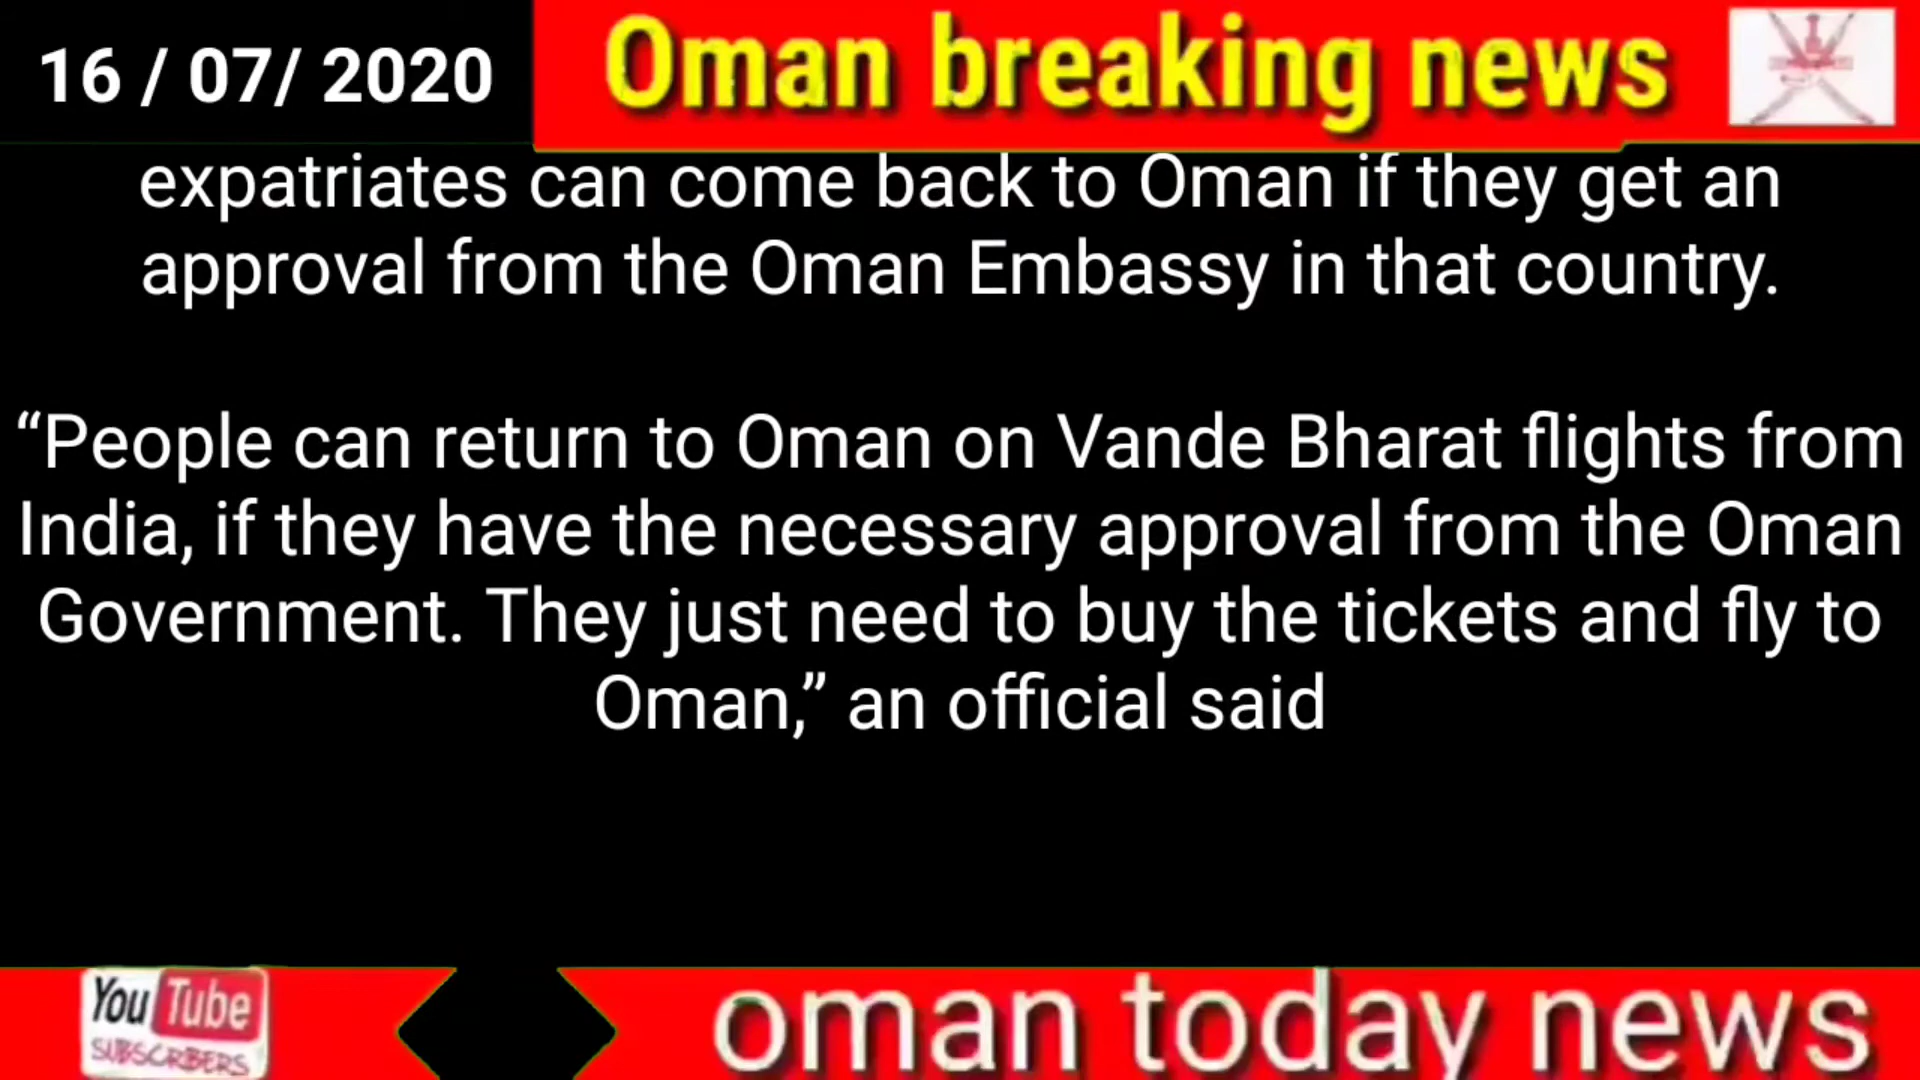 16 / 07/ 2020
Oman breaking news
expatriates can come back to Oman if they get an
approval from the Oman Embassy in that country.
“People can return to Oman on Vande Bharat flights from
India, if they have the necessary approval from the Oman
Government. They just need to buy the tickets and fly to
Oman,” an official said
YouTube
SUBSCRBERS
oman today news